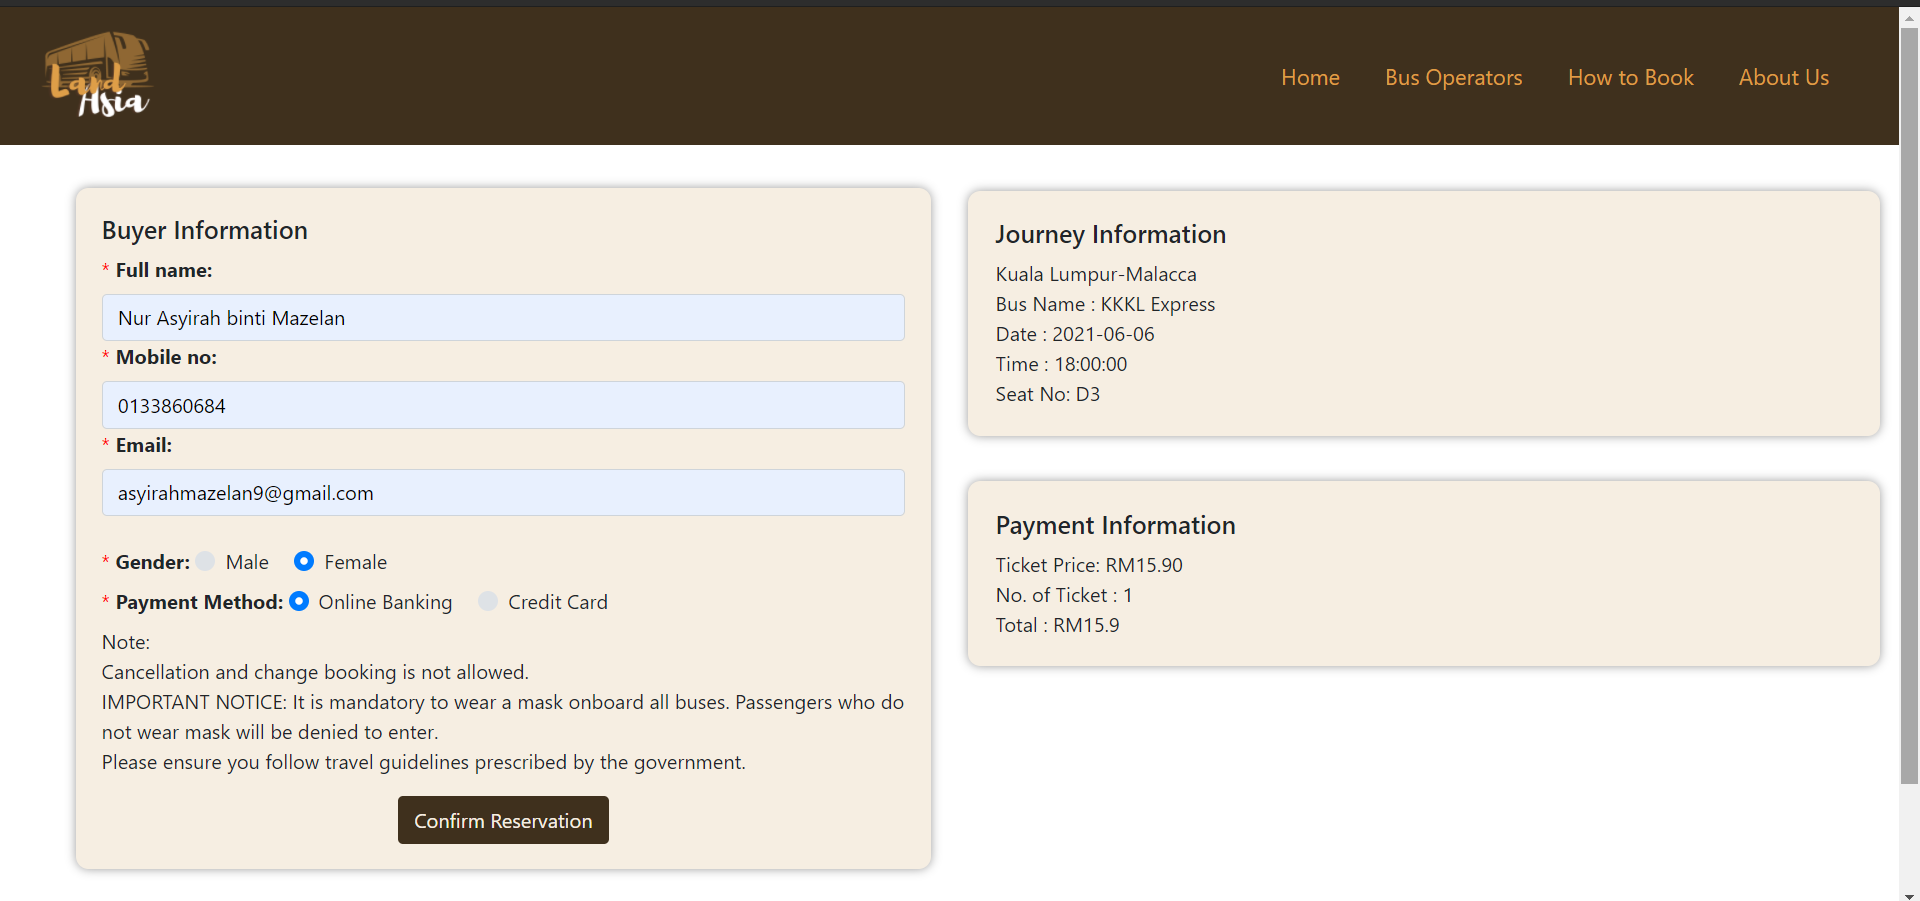 Land
Asia
Home
Bus Operators
How to Book
About Us
Buyer Information
* Full name:
Nur Asyirah binti Mazelan
* Mobile no:
0133860684
* Email:
asyirahmazelan9@gmail.com
* Gender: Male Female
* Payment Method: Online Banking Credit Card
Note:
Cancellation and change booking is not allowed.
IMPORTANT NOTICE: It is mandatory to wear a mask onboard all buses. Passengers who do
not wear mask will be denied to enter.
Please ensure you follow travel guidelines prescribed by the government.
Confirm Reservation
Journey Information
Kuala Lumpur-Malacca
Bus Name : KKKL Express
Date : 2021-06-06
Time : 18:00:00
Seat No: D3
Payment Information
Ticket Price: RM15.90
No. of Ticket : 1
Total : RM15.9